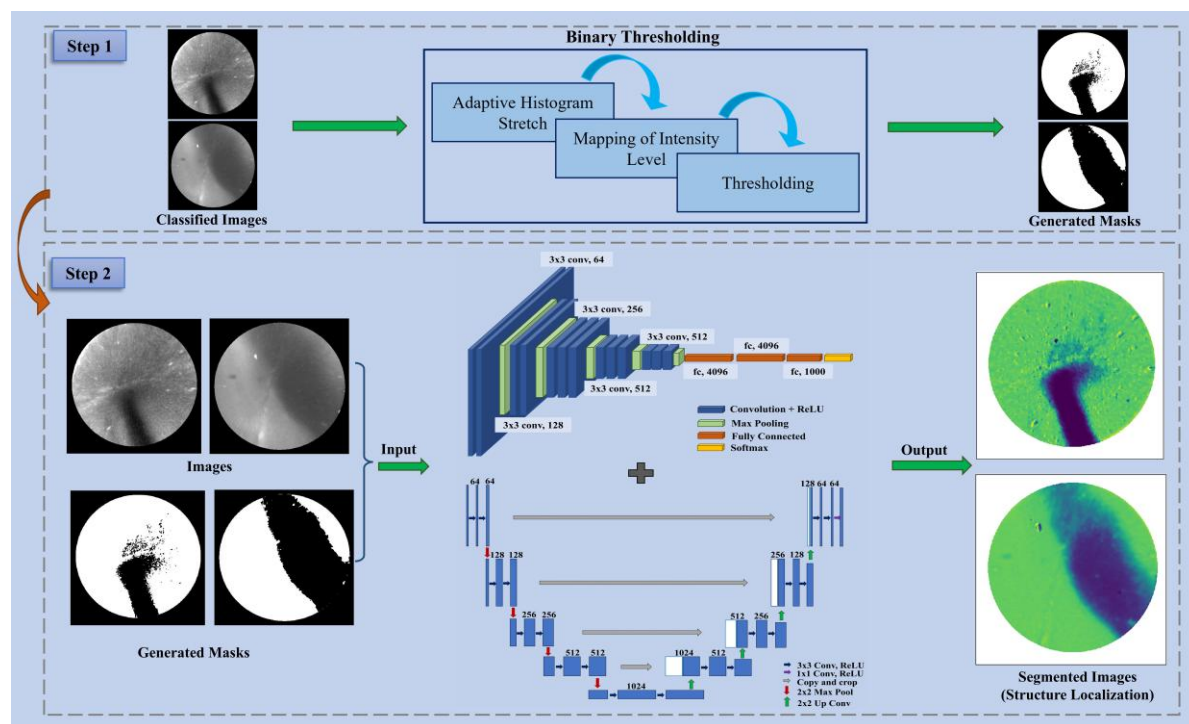 Step 1
Binary Thresholding
Adaptive Histogram
Stretch
Mapping of Intensity
Level
Thresholding
Classified Images
Generated Masks
Step 2
3x3 conv, 64
3x3 conv, 256
3x3 conv, 512
fc, 4096
fc, 4096
fc, 1000
3x3 conv, 512
3x3 conv, 128
Convolution + ReLU
Max Pooling
Fully Connected
Softmax
Images
Input
Output
64 64
128 64 64
128 128
256 128
256 256
512 256
512 512
1024 512
1024
3x3 Conv, ReLU
1x1 Conv, ReLU
Copy and crop
2x2 Max Pool
2x2 Up Conv
Generated Masks
Segmented Images
(Structure Localization)